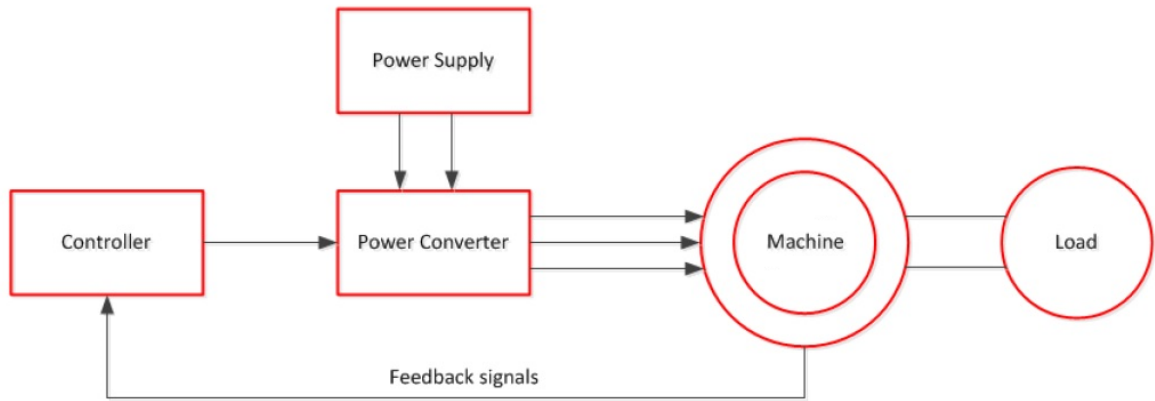 Power Supply
Controller
Power Converter
Machine
Load
Feedback signals